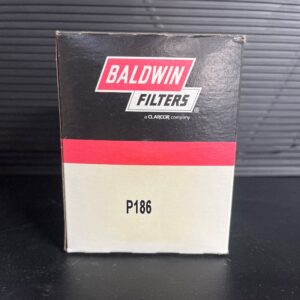 BALDWIN
FILTERS®
a CLARCOR company
P186